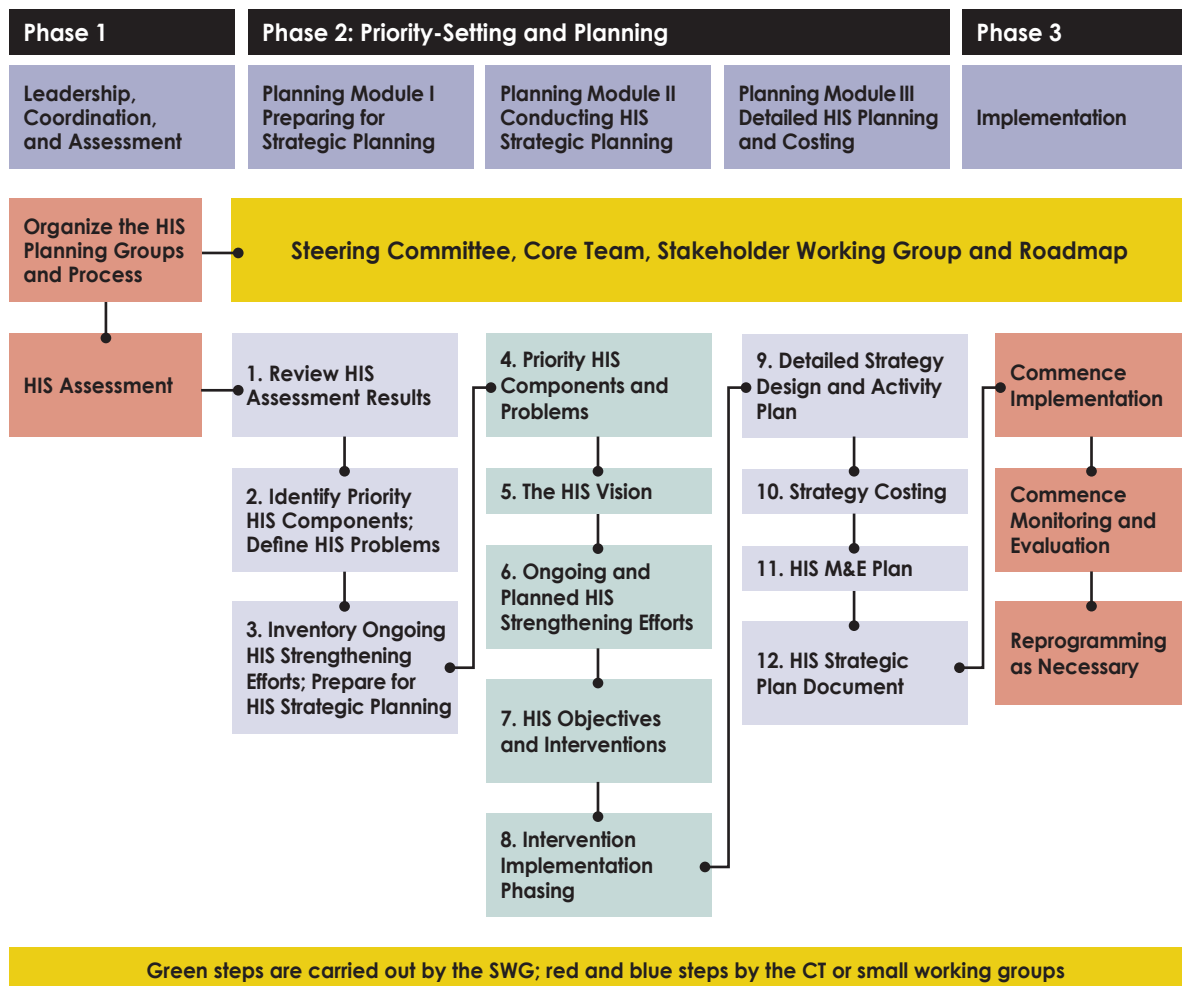 Phase 1
Phase 2: Priority-Setting and Planning
Phase 3
Leadership,
Coordination,
and Assessment
Planning Module I
Preparing for
Strategic Planning
Planning Module II
Conducting HIS
Strategic Planning
Planning Module III
Detailed HIS Planning
and Costing
Implementation
Organize the HIS
Planning Groups
and Process
Steering Committee, Core Team, Stakeholder Working Group and Roadmap
HIS Assessment
1. Review HIS
Assessment Results
2. Identify Priority
HIS Components;
Define HIS Problems
3. Inventory Ongoing
HIS Strengthening
Efforts; Prepare for
HIS Strategic Planning
4. Priority HIS
Components and
Problems
5. The HIS Vision
6. Ongoing and
Planned HIS
Strengthening Efforts
7. HIS Objectives
and Interventions
8. Intervention
Implementation
Phasing
9. Detailed Strategy
Design and Activity
Plan
10. Strategy Costing
11. HIS M&E Plan
12. HIS Strategic
Plan Document
Commence
Implementation
Commence
Monitoring and
Evaluation
Reprogramming
as Necessary
Green steps are carried out by the SWG; red and blue steps by the CT or small working groups